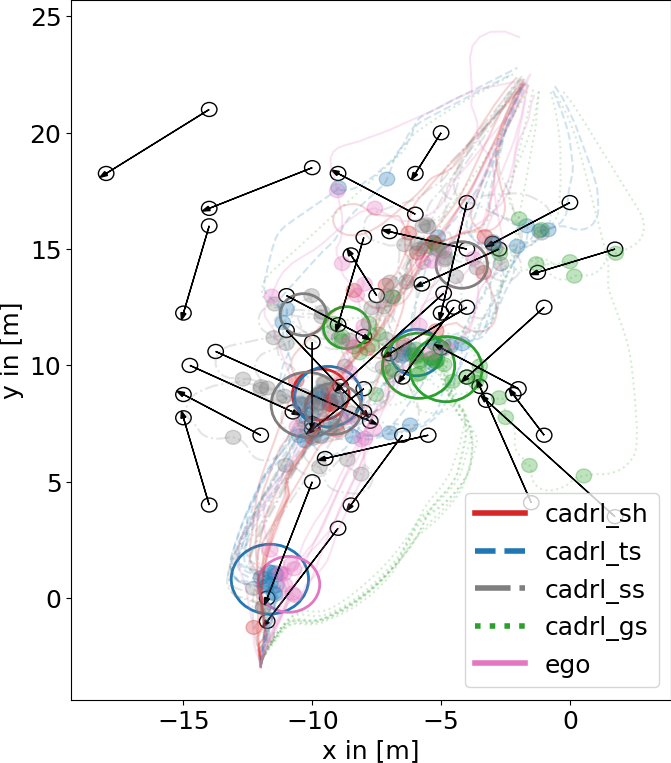 25
20
15
10
5
0
y in [m]
−15
−10
−5
0
x in [m]
cadrl_sh
cadrl_ts
cadrl_ss
cadrl_gs
ego